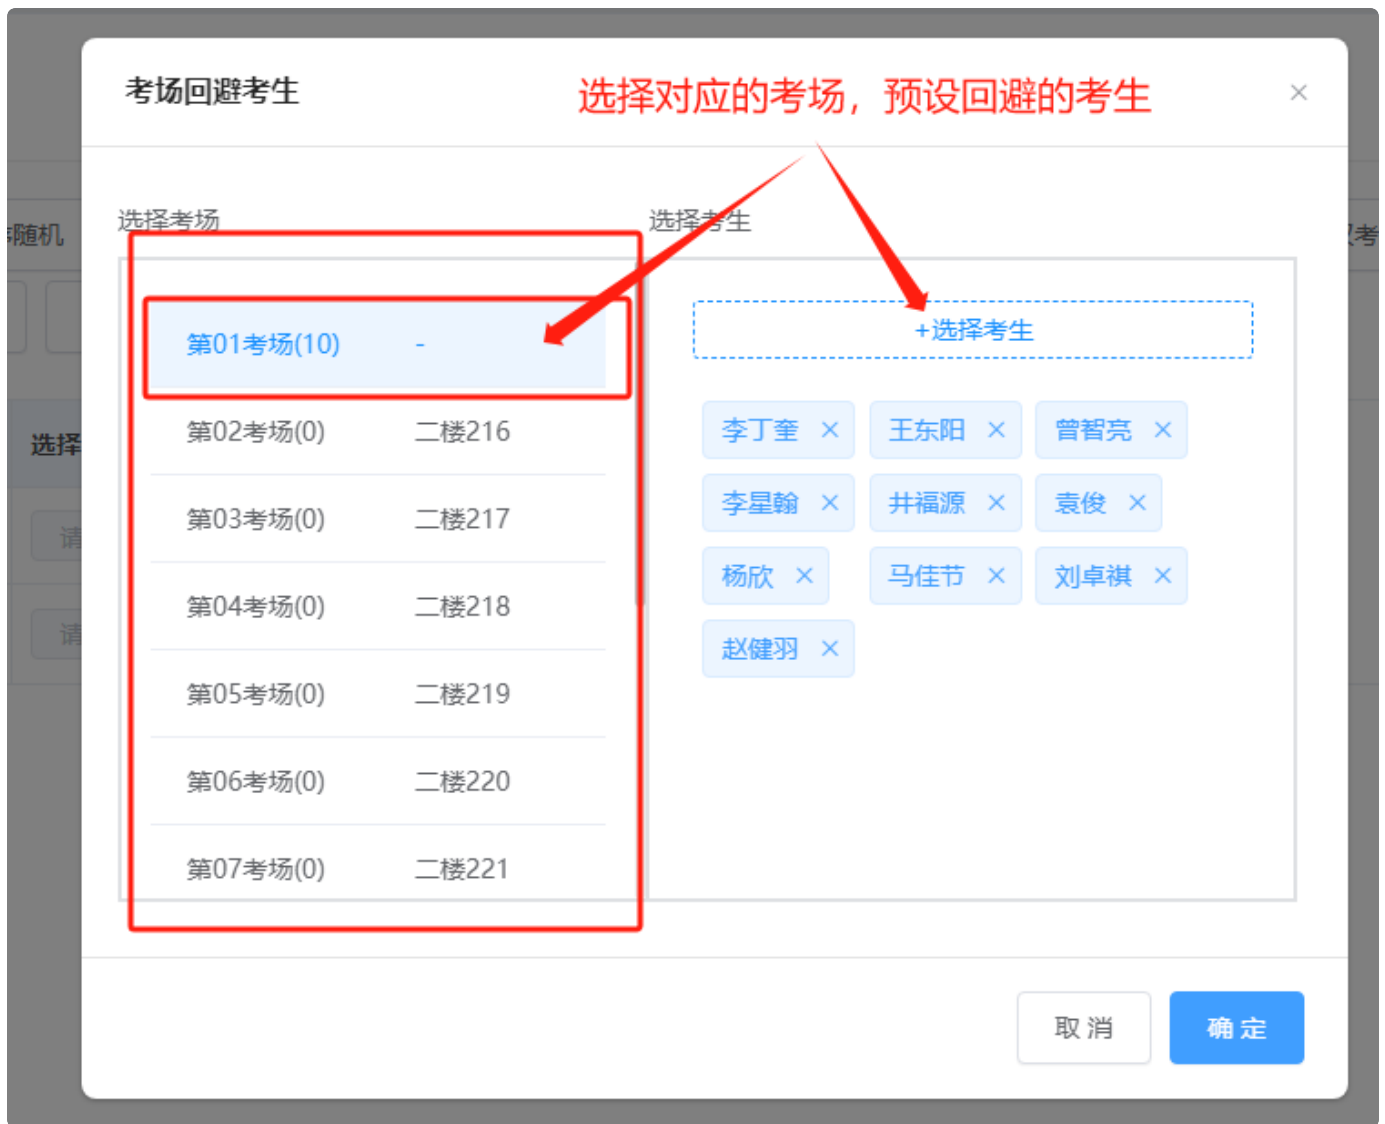 考场回避考生
选择对应的考场，预设回避的考生
选择考场
选择考生
随机
第01考场(10) -
第02考场(0) 二楼216
第03考场(0) 二楼217
第04考场(0) 二楼218
第05考场(0) 二楼219
第06考场(0) 二楼220
第07考场(0) 二楼221
+选择考生
李丁奎 × 王东阳 × 曾智亮 ×
李星翰 × 井福源 × 袁俊 ×
杨欣 × 马佳节 × 刘卓祺 ×
赵健羽 ×
选择
请
请
考
取 消
确 定